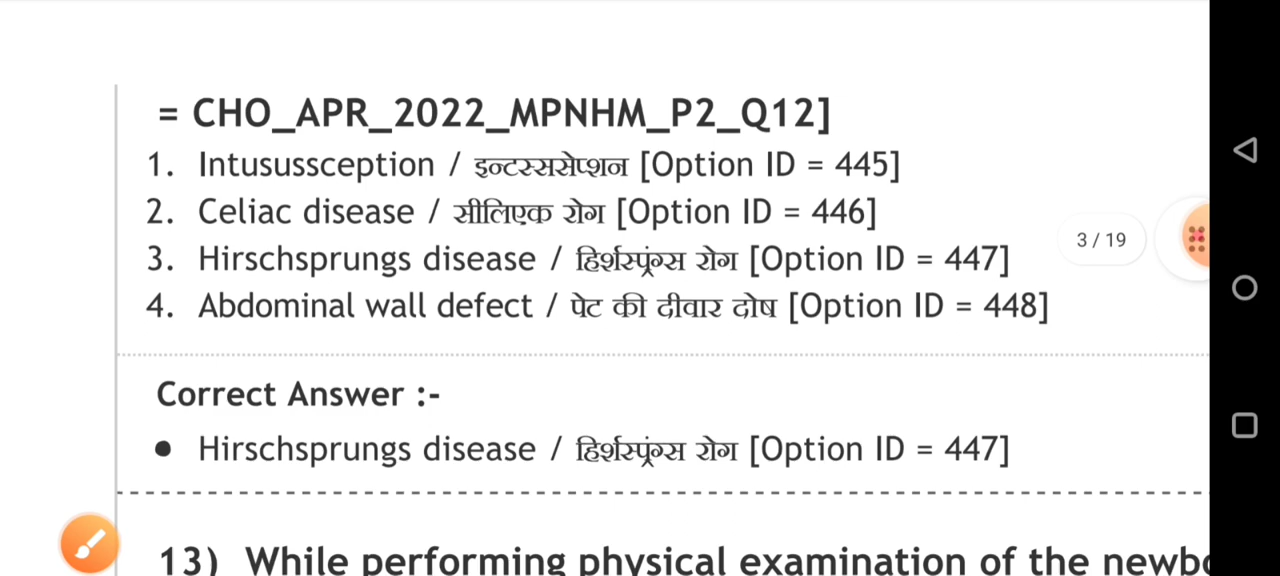 = CHO_APR_2022_MPNHM_P2_Q12]
1. Intusussception / इन्टस्ससेप्शन [Option ID = 445]
2. Celiac disease / सीलिएक रोग [Option ID = 446]
3. Hirschsprungs disease / हिर्शस्प्रूंग्स रोग [Option ID = 447]
4. Abdominal wall defect / पेट की दीवार दोष [Option ID = 448]
3 / 19
Correct Answer :-
• Hirschsprungs disease / हिर्शस्प्रूंग्स रोग [Option ID = 447]
13) While performing physical examination of the newb